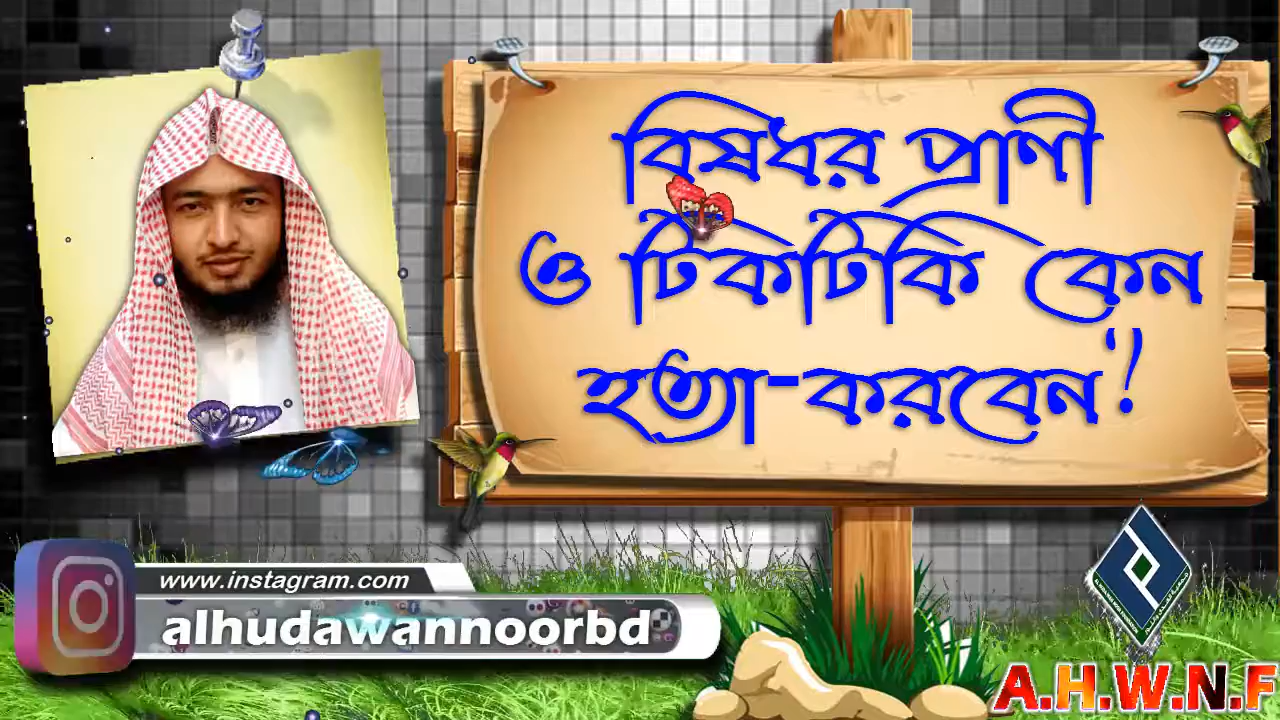 বিষধর প্রাণী
ও টিকটিকি কেন
হত্যা-করবেন?
www.instagram.com
alhudawannoorbd
A.H.W.N.F